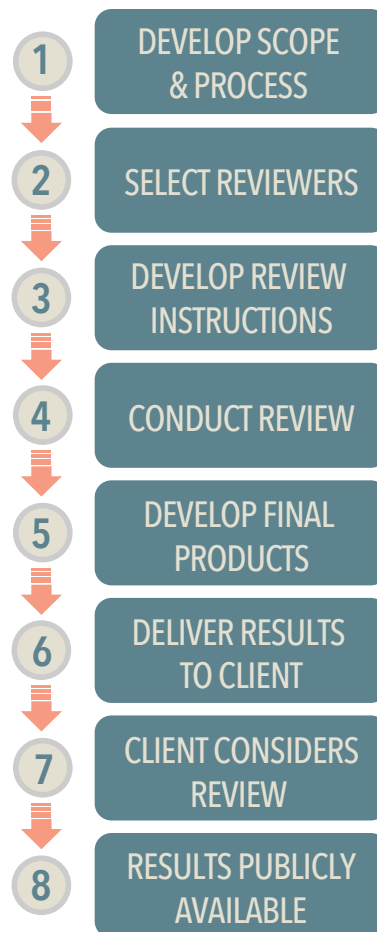 1
DEVELOP SCOPE
& PROCESS
2
SELECT REVIEWERS
3
DEVELOP REVIEW
INSTRUCTIONS
4
CONDUCT REVIEW
5
DEVELOP FINAL
PRODUCTS
6
DELIVER RESULTS
TO CLIENT
7
CLIENT CONSIDERS
REVIEW
8
RESULTS PUBLICLY
AVAILABLE